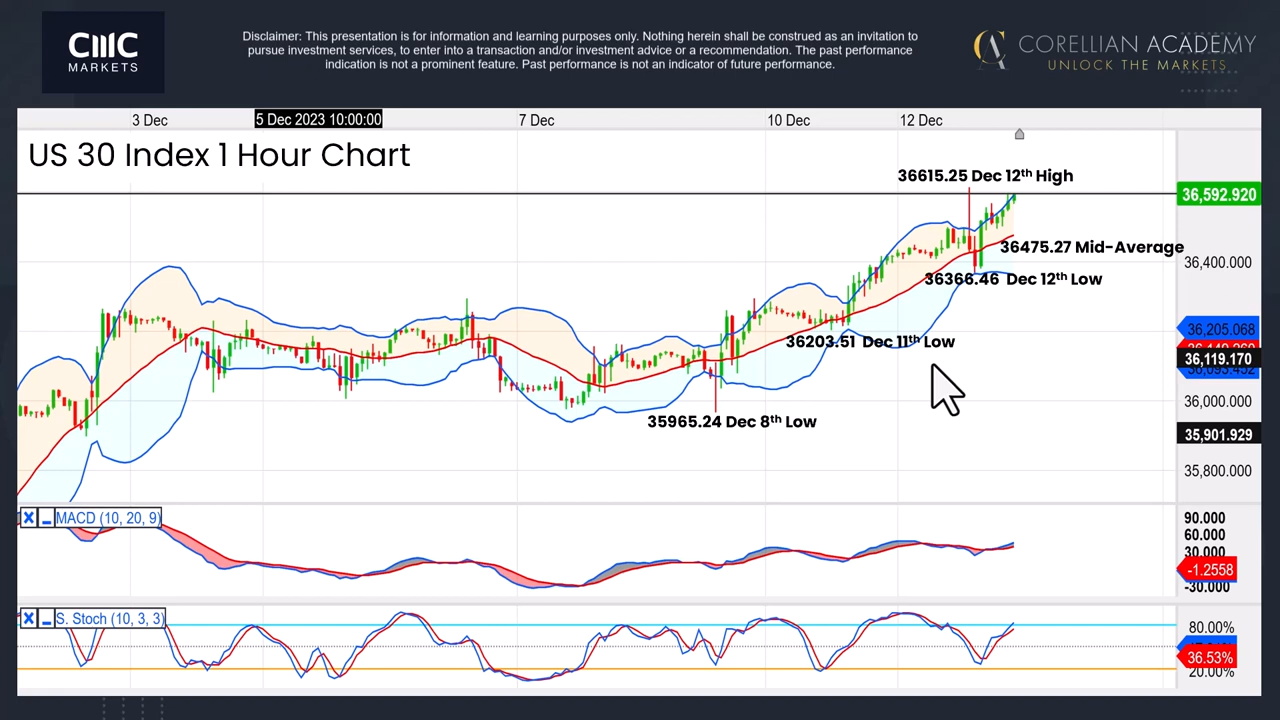 CMC
MARKETS
Disclaimer: This presentation is for information and learning purposes only. Nothing herein shall be construed as an invitation to
pursue investment services, to enter into a transaction and/or investment advice or a recommendation. The past performance
indication is not a prominent feature. Past performance is not an indicator of future performance.
CORELLIAN ACADEMY
UNLOCK THE MARKETS
3 Dec
5 Dec 2023 10:00:00
7 Dec
10 Dec
12 Dec
US 30 Index 1 Hour Chart
36615.25 Dec 12th High
36,592.920
36475.27 Mid-Average
36,400.000
36366.46 Dec 12th Low
36,205.068
36203.51 Dec 11th Low
36,119.170
36,000.000
35965.24 Dec 8th Low
35,901.929
35,800.000
MACD (10, 20, 9)
90.000
60.000
30.000
-1.2558
-30.000
S. Stoch (10, 3, 3)
80.00%
36.53%
20.00%